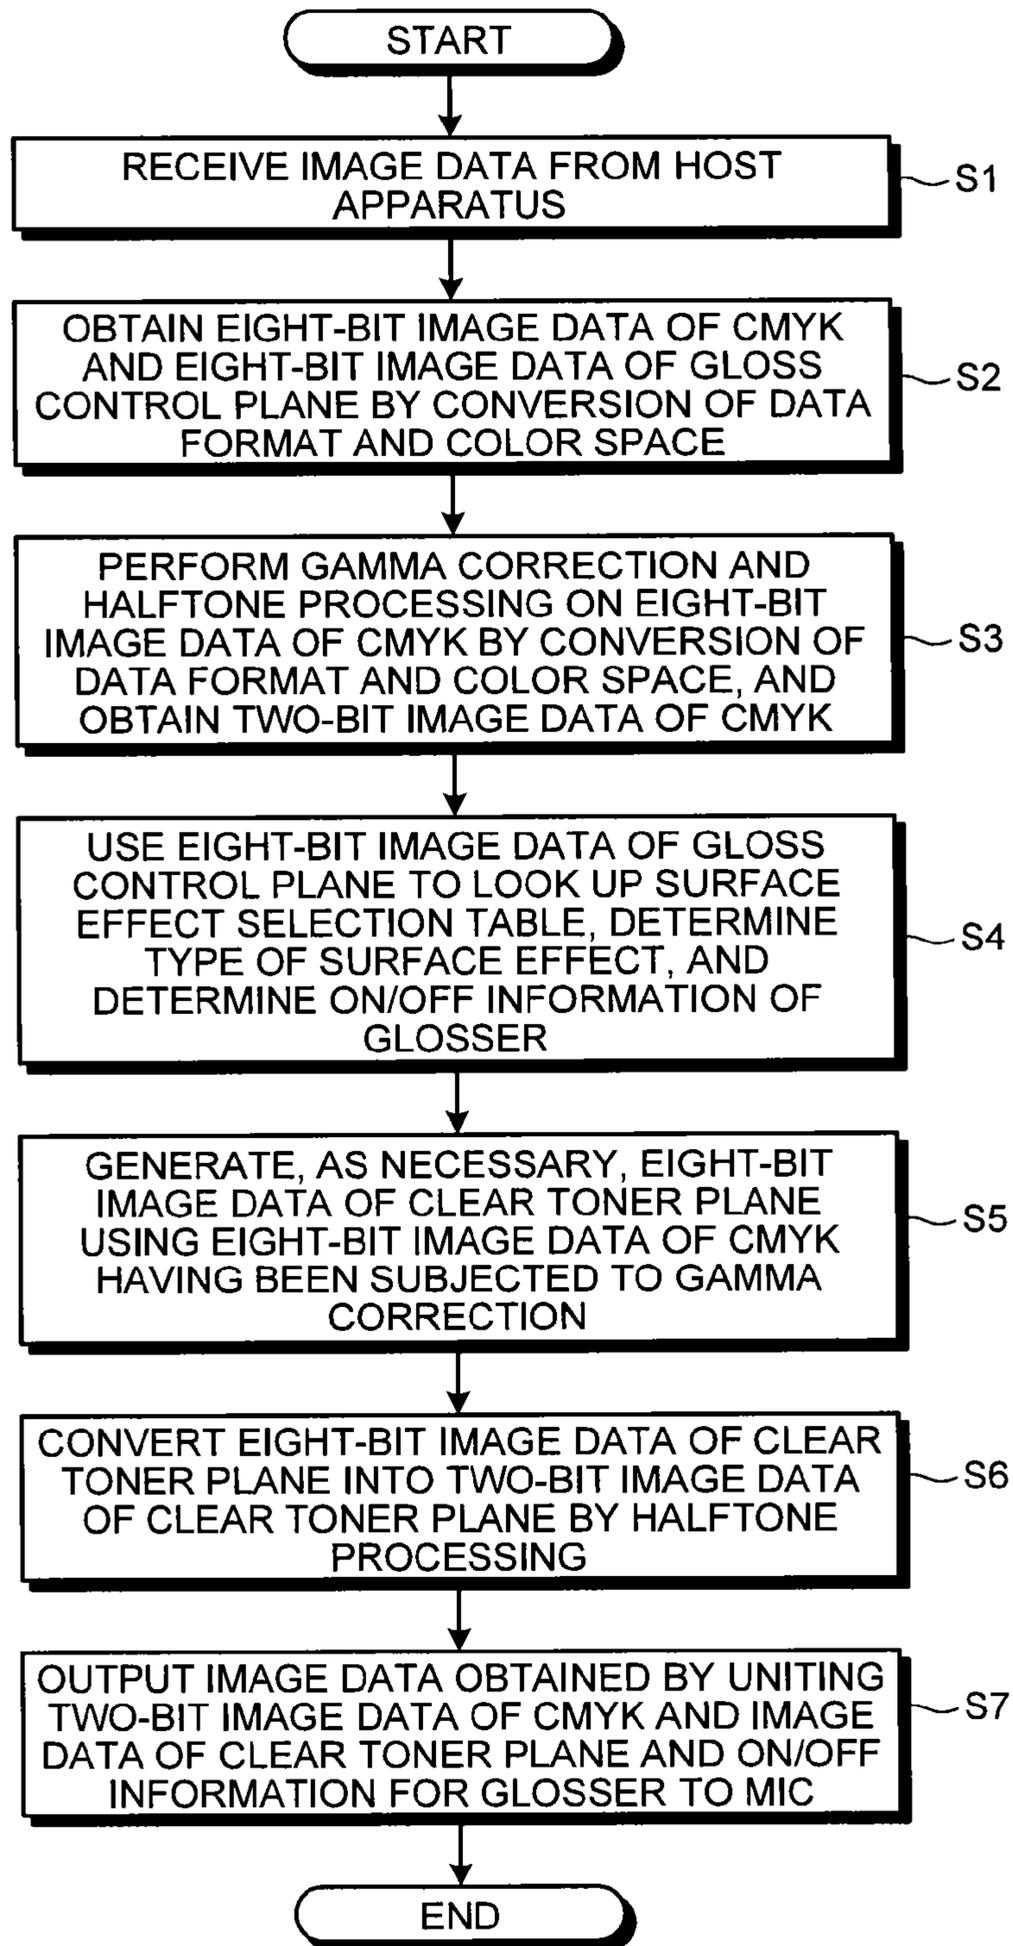 START
RECEIVE IMAGE DATA FROM HOST
APPARATUS
S1
OBTAIN EIGHT-BIT IMAGE DATA OF CMYK
AND EIGHT-BIT IMAGE DATA OF GLOSS
CONTROL PLANE BY CONVERSION OF DATA
FORMAT AND COLOR SPACE
S2
PERFORM GAMMA CORRECTION AND
HALFTONE PROCESSING ON EIGHT-BIT
IMAGE DATA OF CMYK BY CONVERSION OF
DATA FORMAT AND COLOR SPACE, AND
OBTAIN TWO-BIT IMAGE DATA OF CMYK
S3
USE EIGHT-BIT IMAGE DATA OF GLOSS
CONTROL PLANE TO LOOK UP SURFACE
EFFECT SELECTION TABLE, DETERMINE
TYPE OF SURFACE EFFECT, AND
DETERMINE ON/OFF INFORMATION OF
GLOSSER
S4
GENERATE, AS NECESSARY, EIGHT-BIT
IMAGE DATA OF CLEAR TONER PLANE
USING EIGHT-BIT IMAGE DATA OF CMYK
HAVING BEEN SUBJECTED TO GAMMA
CORRECTION
S5
CONVERT EIGHT-BIT IMAGE DATA OF CLEAR
TONER PLANE INTO TWO-BIT IMAGE DATA
OF CLEAR TONER PLANE BY HALFTONE
PROCESSING
S6
OUTPUT IMAGE DATA OBTAINED BY UNITING
TWO-BIT IMAGE DATA OF CMYK AND IMAGE
DATA OF CLEAR TONER PLANE AND ON/OFF
INFORMATION FOR GLOSSER TO MIC
S7
END